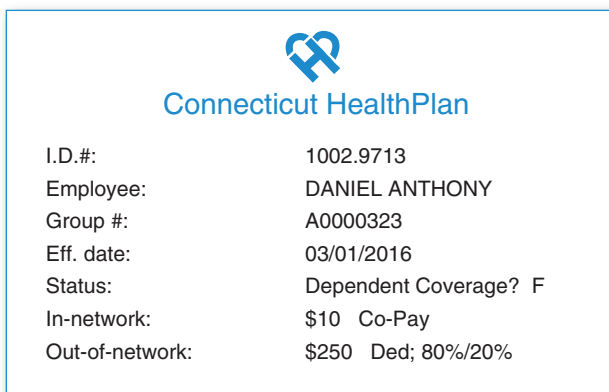 Connecticut HealthPlan
I.D.#: 1002.9713
Employee: DANIEL ANTHONY
Group #: A0000323
Eff. date: 03/01/2016
Status: Dependent Coverage? F
In-network: $10 Co-Pay
Out-of-network: $250 Ded; 80%/20%